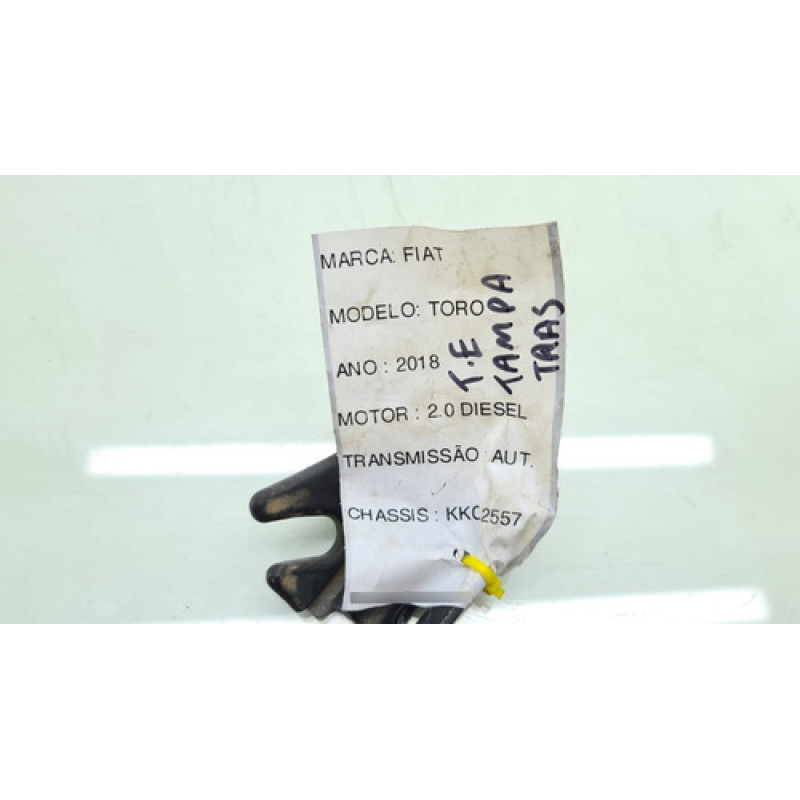 MARCA: FIAT
MODELO: TORO
ANO : 2018
MOTOR : 2.0 DIESEL
TRANSMISSÃO AUT.
CHASSIS : KKC2557
T.E
TAMPA
TRAS